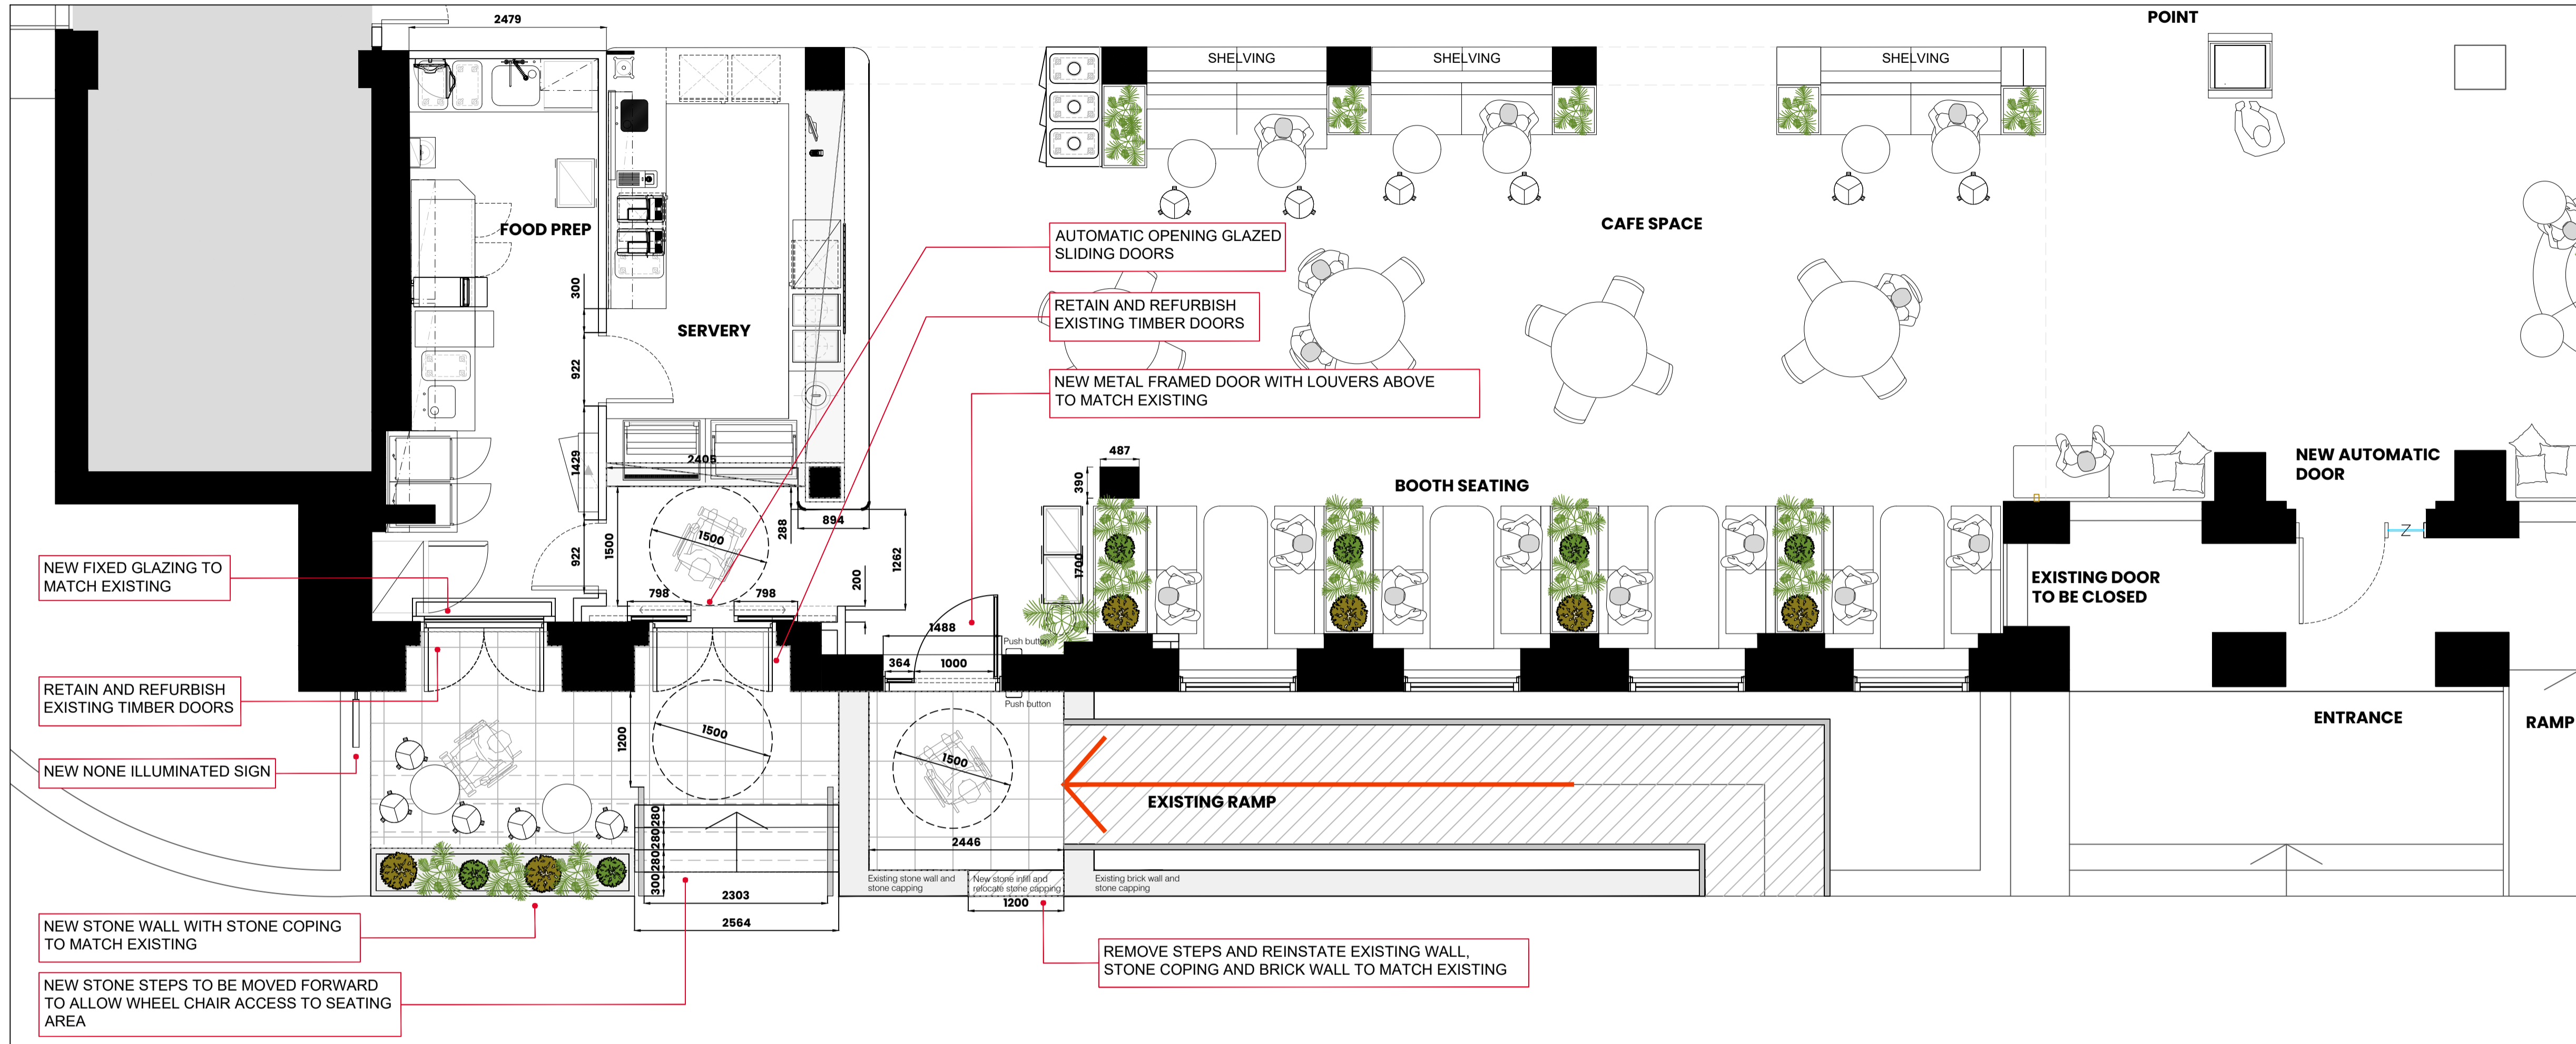 POINT
2479
SHELVING
SHELVING
SHELVING
FOOD PREP
CAFE SPACE
AUTOMATIC OPENING GLAZED
SLIDING DOORS
300
RETAIN AND REFURBISH
EXISTING TIMBER DOORS
SERVERY
922
NEW METAL FRAMED DOOR WITH LOUVERS ABOVE
TO MATCH EXISTING
1429
2405
487
390
NEW AUTOMATIC
DOOR
BOOTH SEATING
288
894
1500
1500
922
1262
200
1700
Z
NEW FIXED GLAZING TO
MATCH EXISTING
EXISTING DOOR
TO BE CLOSED
798
798
1488
Push button
364
1000
RETAIN AND REFURBISH
EXISTING TIMBER DOORS
Push button
ENTRANCE
RAMP
1200
1500
1500
NEW NONE ILLUMINATED SIGN
EXISTING RAMP
280
280
280
300
2446
Existing stone wall and
stone capping
New stone infill and
relocate stone capping
Existing brick wall and
stone capping
2303
1200
2564
NEW STONE WALL WITH STONE COPING
TO MATCH EXISTING
REMOVE STEPS AND REINSTATE EXISTING WALL,
STONE COPING AND BRICK WALL TO MATCH EXISTING
NEW STONE STEPS TO BE MOVED FORWARD
TO ALLOW WHEEL CHAIR ACCESS TO SEATING
AREA